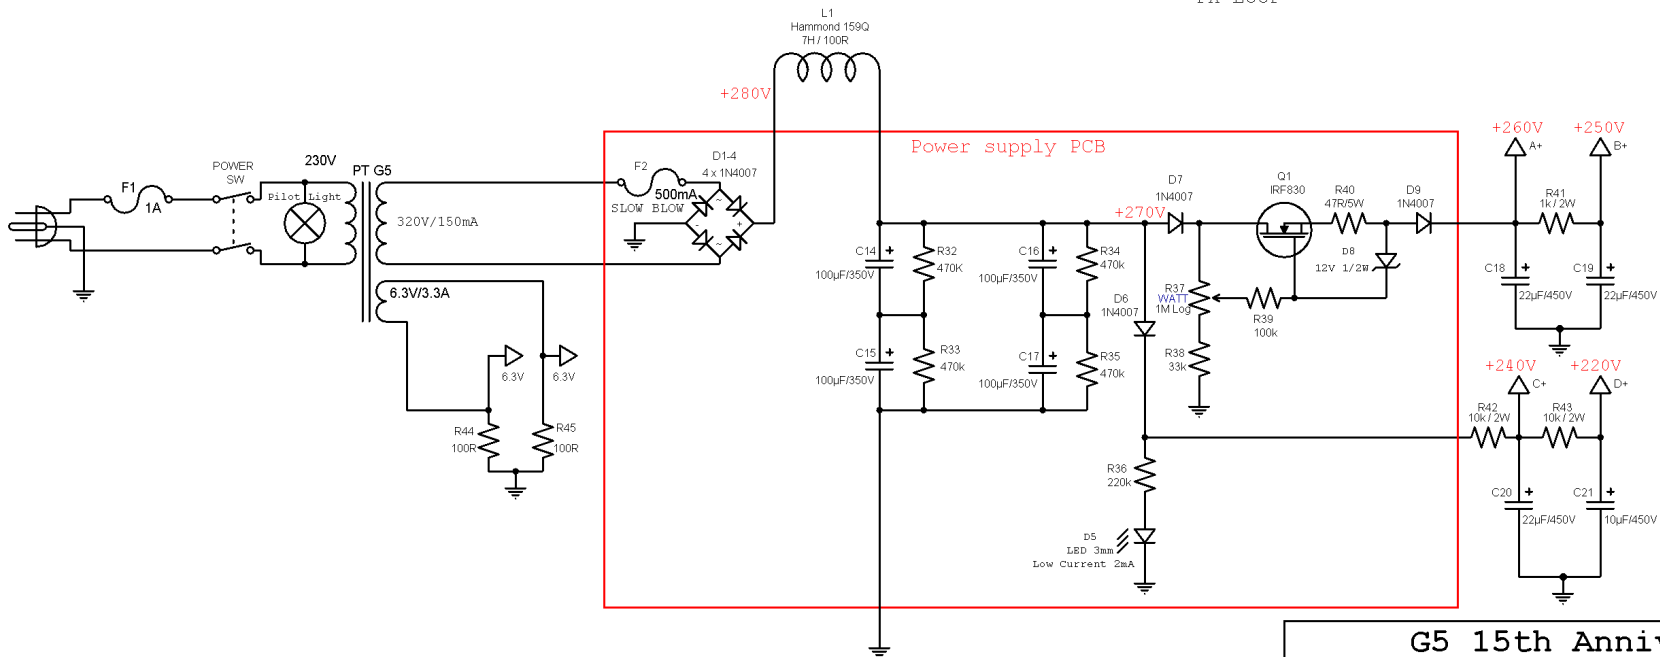 L1
Hammond 159Q
7H / 100R
+280V
Power supply PCB
POWER
SW
230V
PT G5
F1
1A
Pilot Light
320V/150mA
6.3V/3.3A
F2
500mA
SLOW BLOW
D1-4
4 x 1N4007
~
+
-
~
+270V
D7
1N4007
Q1
IRF830
R40
47R/5W
D9
1N4007
D8
12V 1/2W
+260V
A+
+250V
B+
R41
1k / 2W
C14
100µF/350V
R32
470K
C16
100µF/350V
R34
470k
D6
1N4007
R37
WATT
1M Log
R39
100k
C18
22µF/450V
C19
22µF/450V
C15
100µF/350V
R33
470k
C17
100µF/350V
R35
470k
R38
33k
6.3V
6.3V
R44
100R
R45
100R
+240V
C+
+220V
D+
R42
10k / 2W
R43
10k / 2W
R36
220k
C20
22µF/450V
C21
10µF/450V
D5
LED 3mm
Low Current 2mA
G5 15th